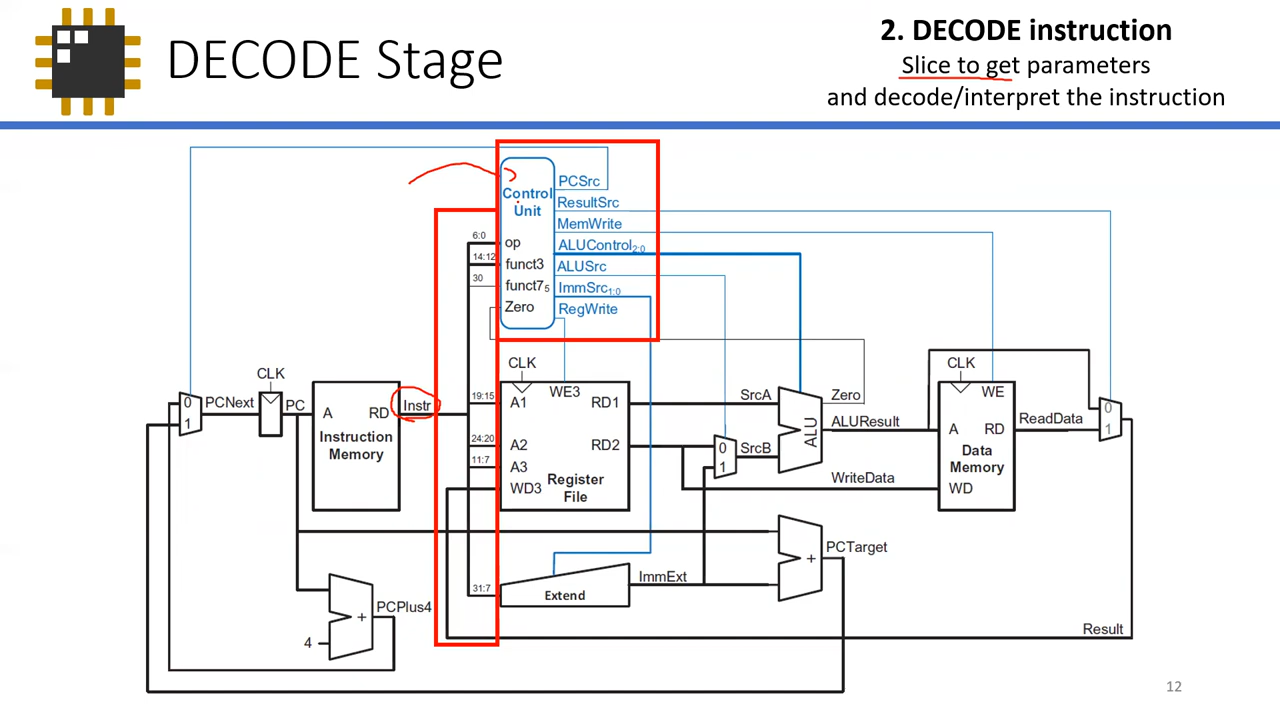 DECODE Stage
2. DECODE instruction
Slice to get parameters
and decode/interpret the instruction
Control
Unit
PCSrc
ResultSrc
MemWrite
6:0
op
ALUControl2:0
14:12
funct3
ALUSrc
30
funct75
ImmSrc1:0
Zero
RegWrite
CLK
CLK
CLK
0
1
PCNext
PC
A
RD
Instruction
Memory
Instr
19:15
A1
WE3
RD1
24:20
A2
RD2
11:7
A3
WD3
Register
File
SrcA
0
1
SrcB
ALU
Zero
ALUResult
WriteData
WE
A
RD
Data
Memory
WD
ReadData
0
1
31:7
Extend
ImmExt
+
PCTarget
4
+
PCPlus4
Result
12